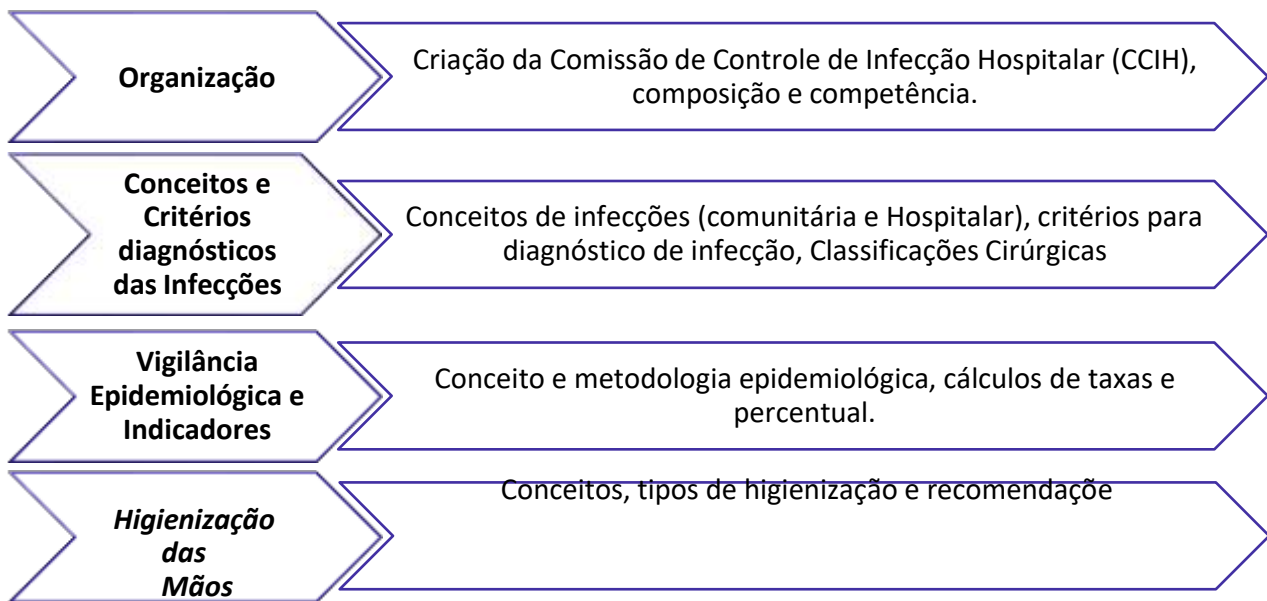 Organização
Criação da Comissão de Controle de Infecção Hospitalar (CCIH),
composição e competência.
Conceitos e
Critérios
diagnósticos
das Infecções
Conceitos de infecções (comunitária e Hospitalar), critérios para
diagnóstico de infecção, Classificações Cirúrgicas
Vigilância
Epidemiológica e
Indicadores
Conceito e metodologia epidemiológica, cálculos de taxas e
percentual.
Higienização
das
Mãos
Conceitos, tipos de higienização e recomendaçõe